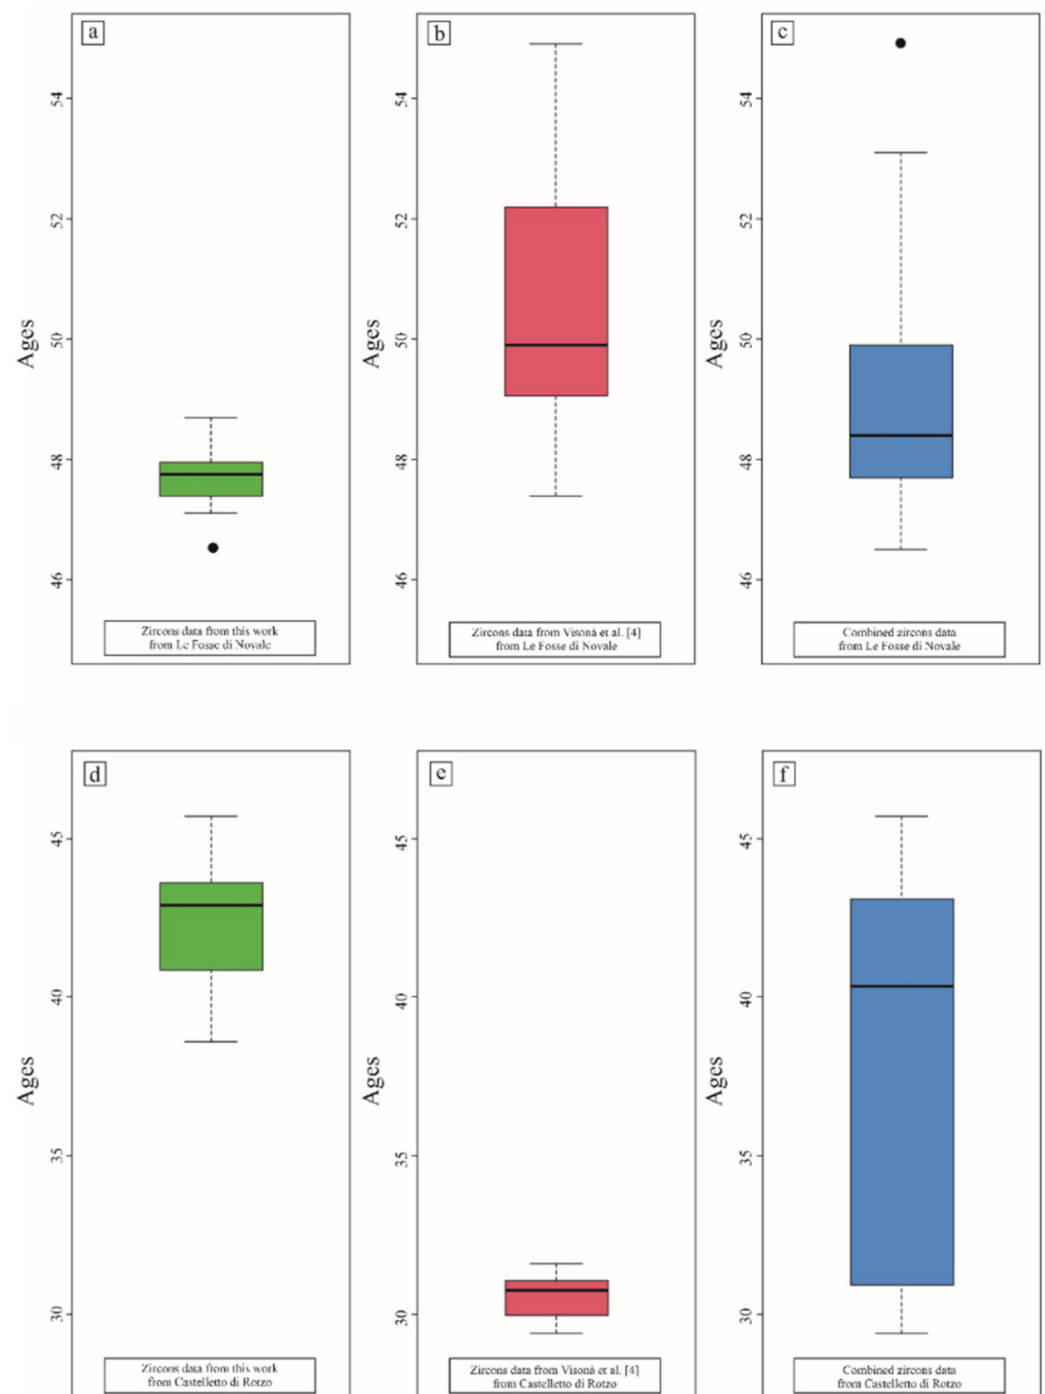 a
54
52
50
48
46
Ages
Zircons data from this work
from Le Fosse di Novale
b
54
52
50
48
46
Ages
Zircons data from Visonà et al. [4]
from Le Fosse di Novale
c
54
52
50
48
46
Ages
Combined zircons data
from Le Fosse di Novale
d
45
40
35
30
Ages
Zircons data from this work
from Castelletto di Rotzo
e
45
40
35
30
Ages
Zircons data from Visonà et al. [4]
from Castelletto di Rotzo
f
45
40
35
30
Ages
Combined zircons data
from Castelletto di Rotzo